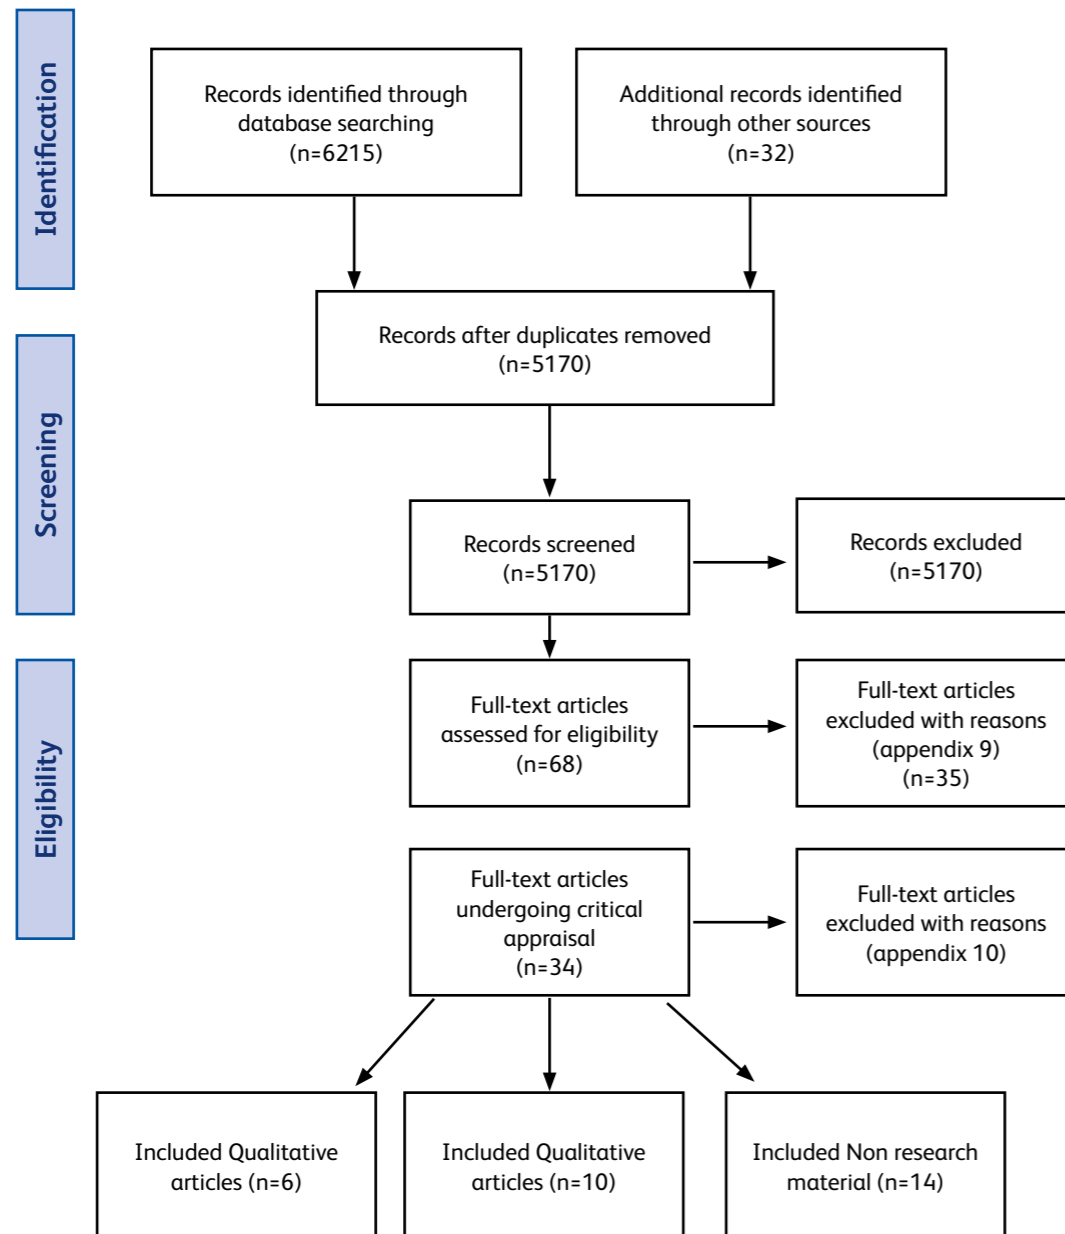 Identification
Records identified through
database searching
(n=6215)
Additional records identified
through other sources
(n=32)
Records after duplicates removed
(n=5170)
Screening
Records screened
(n=5170)
Records excluded
(n=5170)
Eligibility
Full-text articles
assessed for eligibility
(n=68)
Full-text articles
excluded with reasons
(appendix 9)
(n=35)
Full-text articles
undergoing critical
appraisal
(n=34)
Full-text articles
excluded with reasons
(appendix 10)
Included Qualitative
articles (n=6)
Included Qualitative
articles (n=10)
Included Non research
material (n=14)